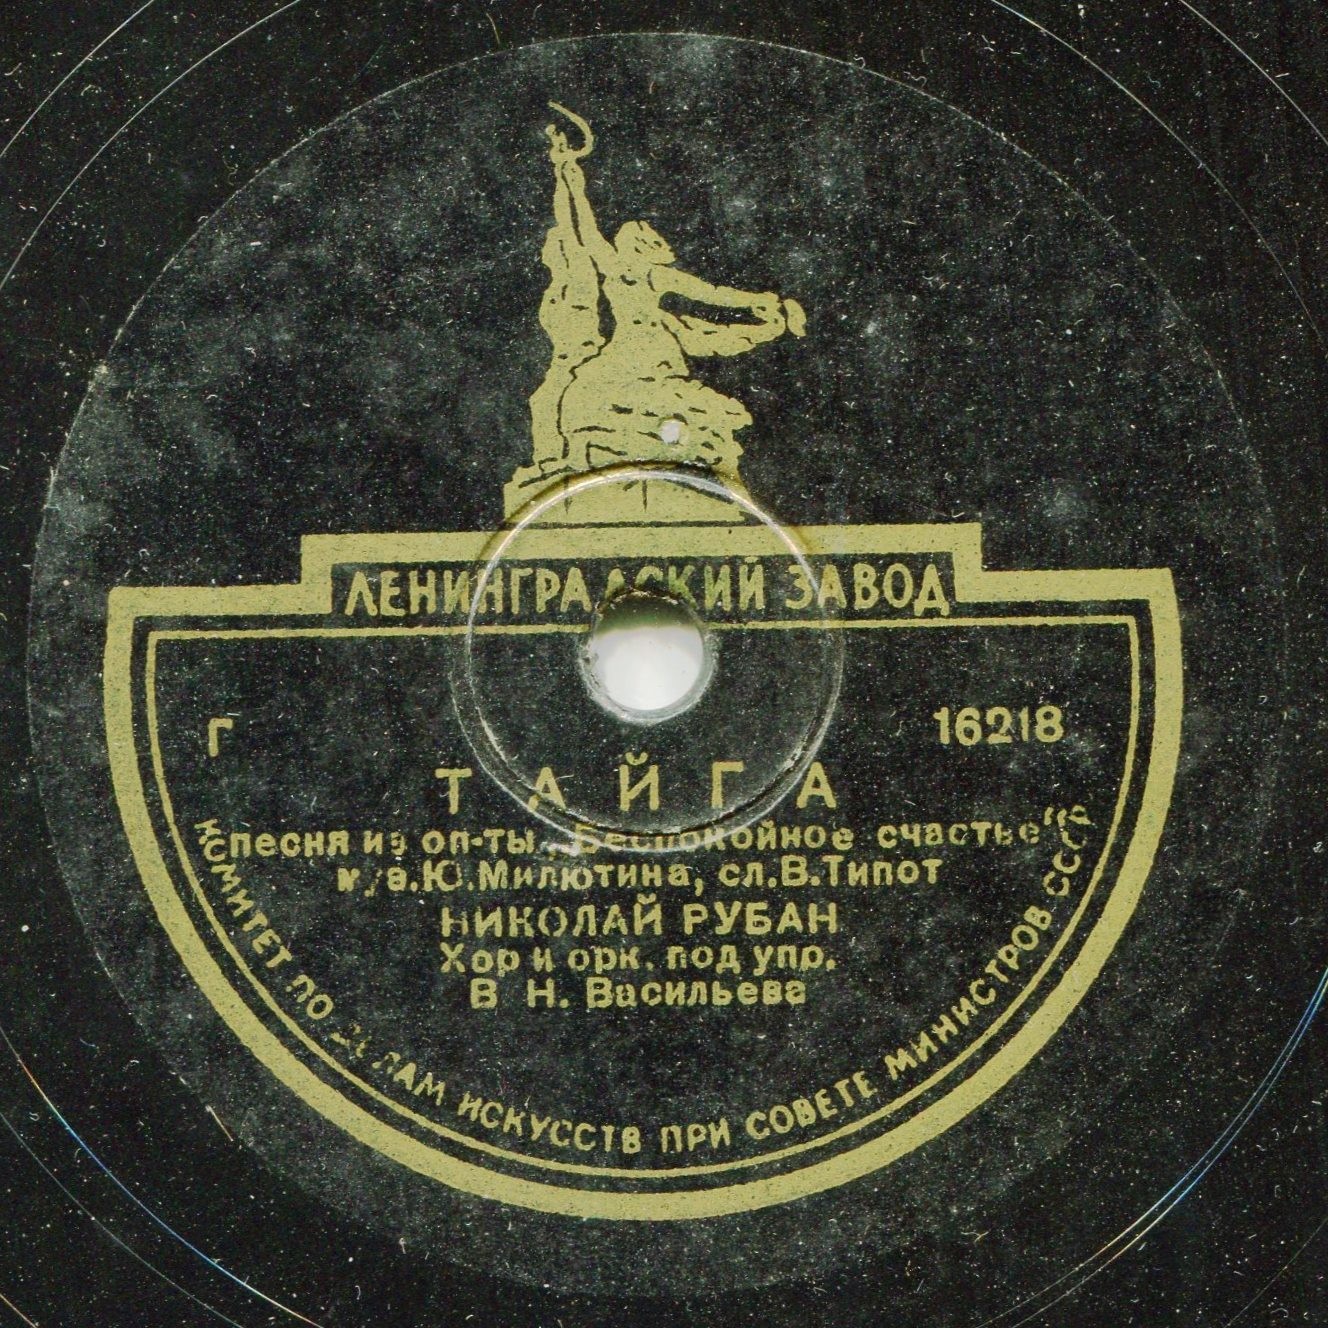 ЛЕНИНГРАДСКИЙ ЗАВОД
Г 16218
ТАЙГА
песня из оп-ты „Беспокойное счастье"
муз.Ю.Милютина, сл.В.Типот
НИКОЛАЙ РУБАН
Хор и орк. под упр.
В Н. Васильева
КОМИТЕТ ПО ДЕЛАМ ИСКУССТВ ПРИ СОВЕТЕ МИНИСТРОВ СССР